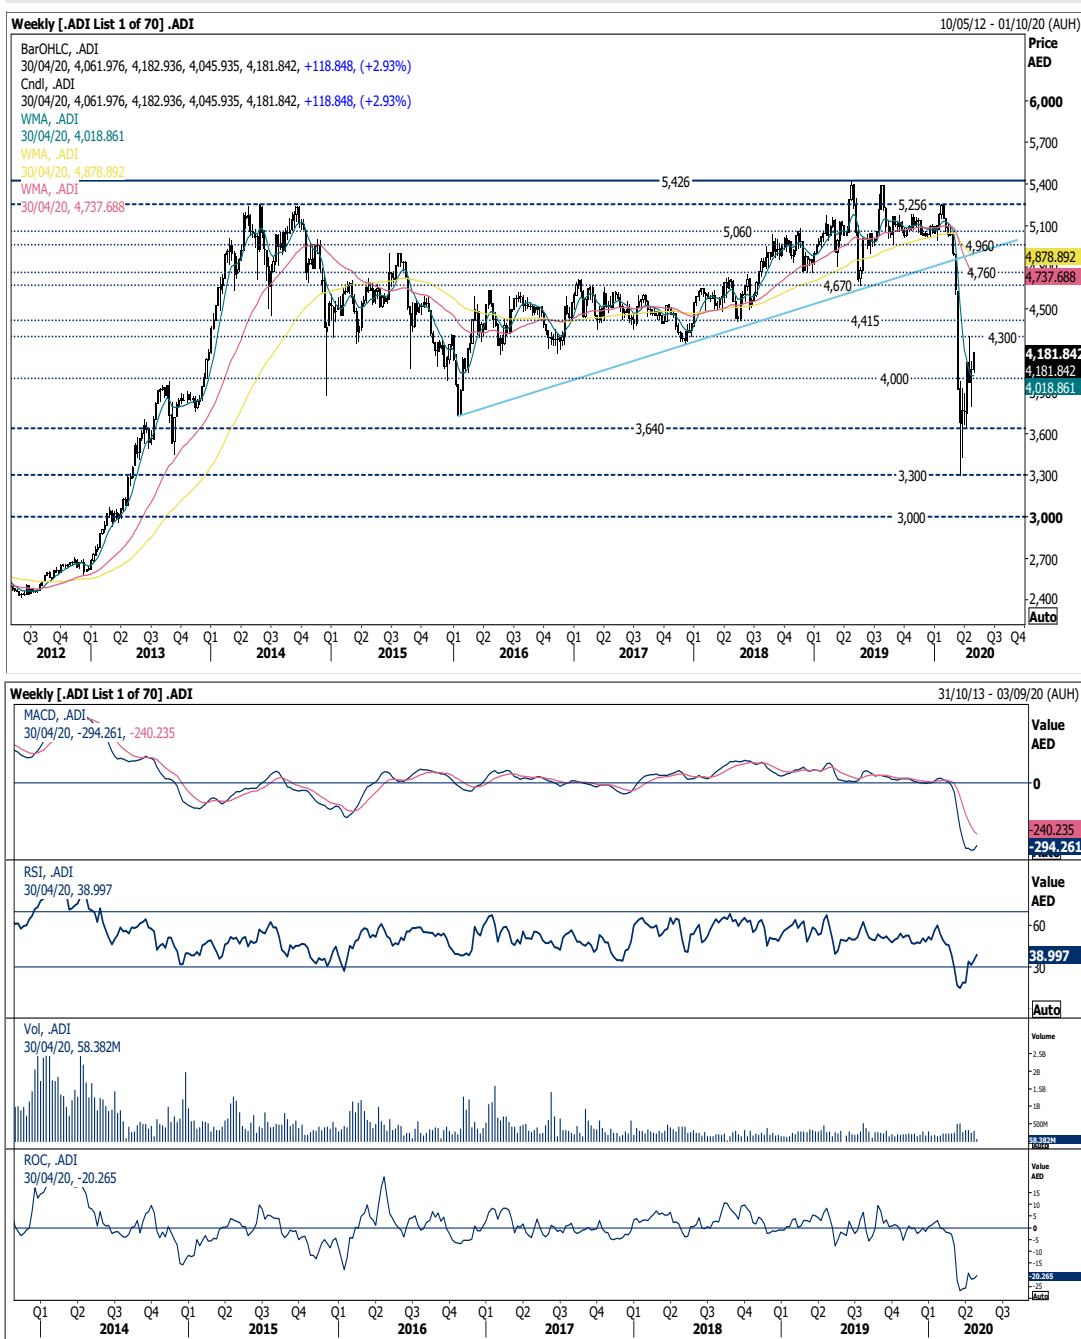 Weekly [.ADI List 1 of 70] .ADI
10/05/12 - 01/10/20 (AUH)
BarOHLC, .ADI
30/04/20, 4,061.976, 4,182.936, 4,045.935, 4,181.842, +118.848, (+2.93%)
Cndl, .ADI
30/04/20, 4,061.976, 4,182.936, 4,045.935, 4,181.842, +118.848, (+2.93%)
WMA, .ADI
30/04/20, 4,018.861
WMA, .ADI
30/04/20, 4,878.892
WMA, .ADI
30/04/20, 4,737.688
Price
AED
6,000
5,700
5,400
5,100
4,878.892
4,737.688
4,500
4,181.842
4,181.842
4,018.861
3,600
3,300
3,000
2,700
2,400
Auto
5,426
5,256
5,060
4,960
4,760
4,670
4,415
4,300
4,000
3,640
3,300
3,000
Q3 Q4 Q1 Q2 Q3 Q4 Q1 Q2 Q3 Q4 Q1 Q2 Q3 Q4 Q1 Q2 Q3 Q4 Q1 Q2 Q3 Q4 Q1 Q2 Q3 Q4 Q1 Q2 Q3 Q4 Q1 Q2 Q3 Q4
2012 2013 2014 2015 2016 2017 2018 2019 2020
Weekly [.ADI List 1 of 70] .ADI
31/10/13 - 03/09/20 (AUH)
MACD, .ADI
30/04/20, -294.261, -240.235
Value
AED
0
-240.235
-294.261
RSI, .ADI
30/04/20, 38.997
Value
AED
60
38.997
30
Auto
Vol, .ADI
30/04/20, 58.382M
Volume
2.5B
2B
1.5B
1B
500M
58.382M
ROC, .ADI
30/04/20, -20.265
Value
AED
15
10
5
0
-5
-10
-15
-20.265
-25
Auto
Q1 Q2 Q3 Q4 Q1 Q2 Q3 Q4 Q1 Q2 Q3 Q4 Q1 Q2 Q3 Q4 Q1 Q2 Q3 Q4 Q1 Q2 Q3 Q4 Q1 Q2 Q3
2014 2015 2016 2017 2018 2019 2020